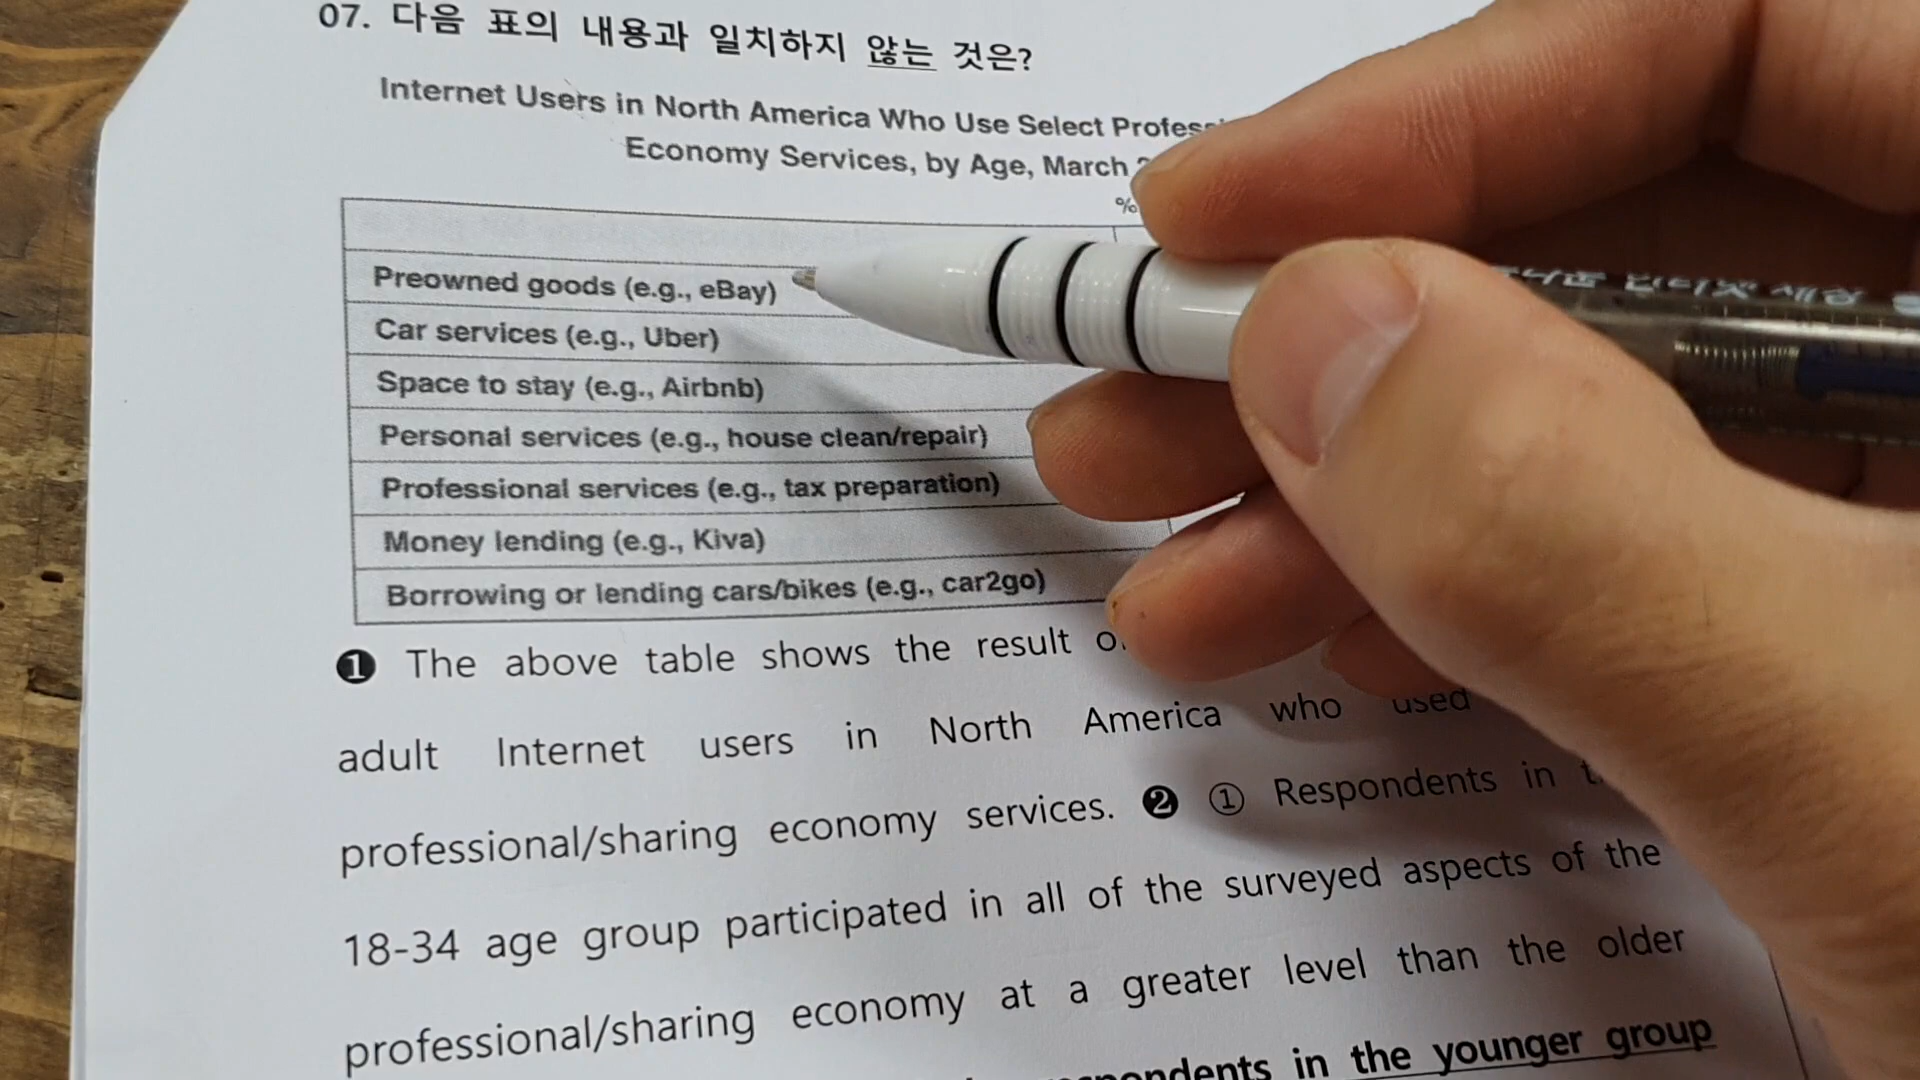 07. 다음 표의 내용과 일치하지 않는 것은?
Internet Users in North America Who Use Select
Economy Services, by Age, March
%
Preowned goods (e.g., eBay)
Car services (e.g., Uber)
Space to stay (e.g., Airbnb)
Personal services (e.g., house clean/repair)
Professional services (e.g., tax preparation)
Money lending (e.g., Kiva)
Borrowing or lending cars/bikes (e.g., car2go)
❶ The above table shows the result
adult Internet users in North America who used
professional/sharing economy services. ❷ ① Respondents in
18-34 age group participated in all of the surveyed aspects of the
professional/sharing economy at a greater level than the older
in the younger group